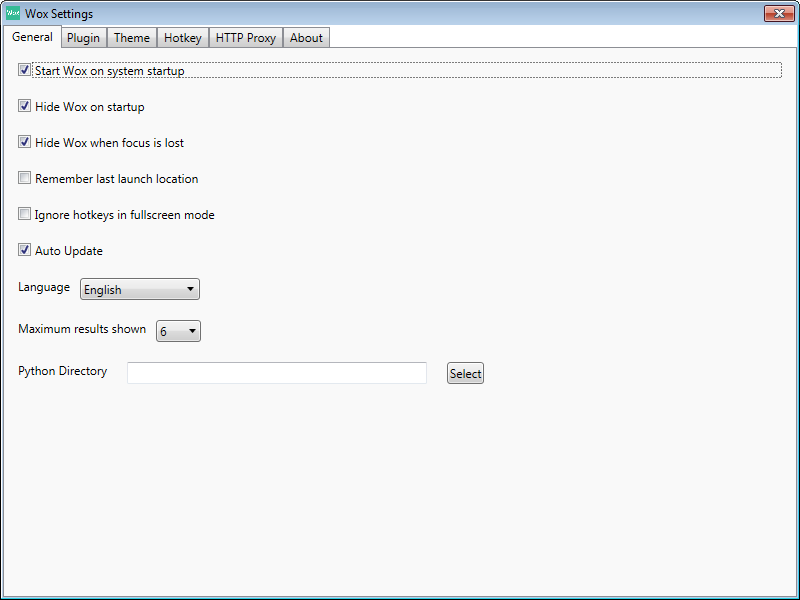 Wox Wox Settings
General Plugin Theme Hotkey HTTP Proxy About
Start Wox on system startup
Hide Wox on startup
Hide Wox when focus is lost
Remember last launch location
Ignore hotkeys in fullscreen mode
Auto Update
Language English
Maximum results shown 6
Python Directory Select